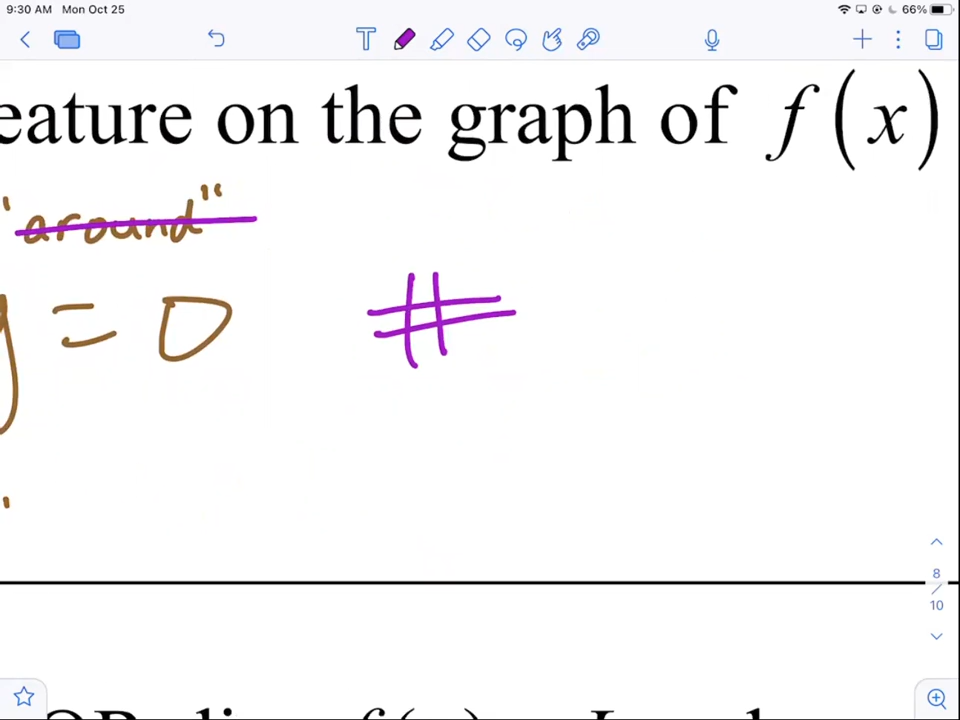 9:30 AM Mon Oct 25 66%
eature on the graph of f(x)
"around"
y = 0 #
8
10